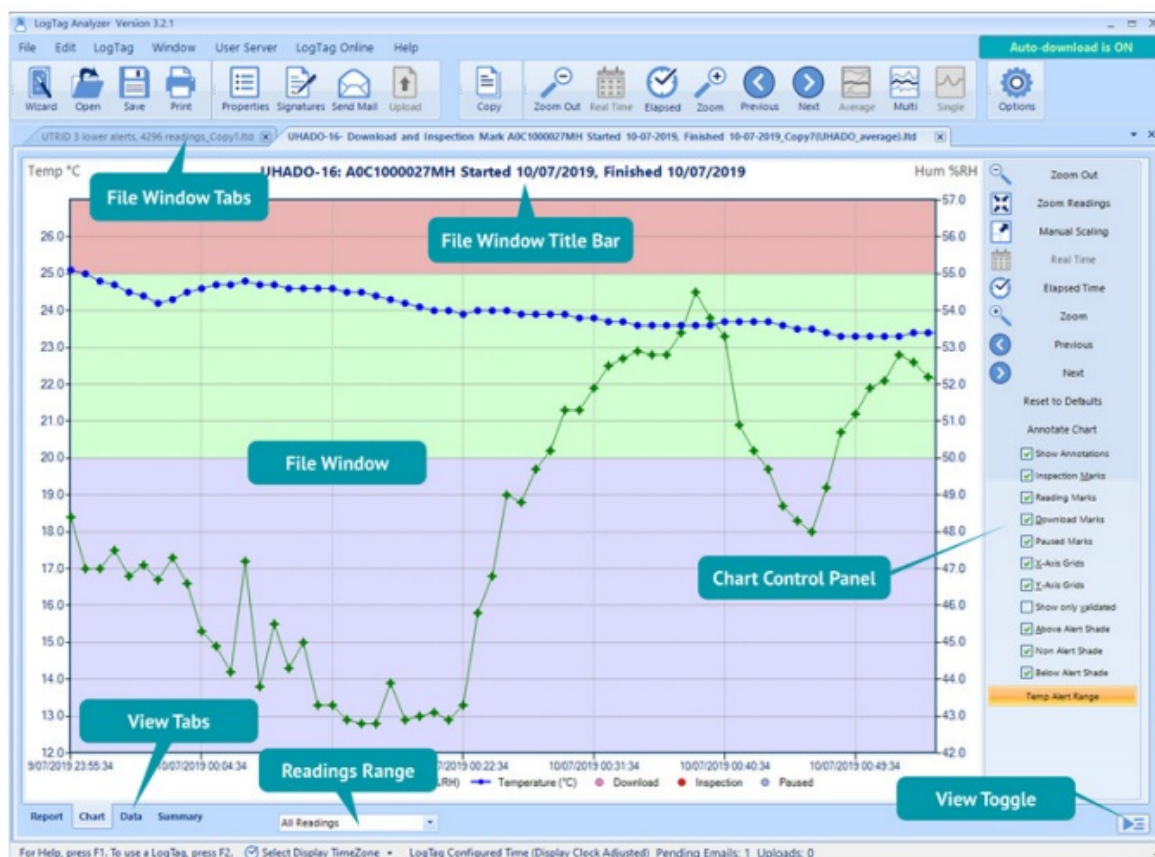 LogTag Analyzer Version 3.2.1
File Edit LogTag Window User Server LogTag Online Help
Auto-download is ON
Wizard Open Save Print Properties Signatures Send Mail Upload Copy Zoom Out Real Time Elapsed Zoom Previous Next Average Multi Single Options
UTRID 3 lower alerts, 4296 readings_Copy1.ltd
UHADO-16- Download and Inspection Mark A0C1000027MH Started 10-07-2019, Finished 10-07-2019_Copy7(UHADO_average).ltd
Temp °C
UHADO-16: A0C1000027MH Started 10/07/2019, Finished 10/07/2019
Hum %RH
File Window Tabs
File Window Title Bar
File Window
Chart Control Panel
View Tabs
Readings Range
View Toggle
26.0
25.0
24.0
23.0
22.0
21.0
20.0
19.0
18.0
17.0
16.0
15.0
14.0
13.0
12.0
57.0
56.0
55.0
54.0
53.0
52.0
51.0
50.0
49.0
48.0
47.0
46.0
45.0
44.0
43.0
42.0
Zoom Out
Zoom Readings
Manual Scaling
Real Time
Elapsed Time
Zoom
Previous
Next
Reset to Defaults
Annotate Chart
Show Annotations
Inspection Marks
Reading Marks
Download Marks
Paused Marks
X-Axis Grids
Y-Axis Grids
Show only validated
Above Alert Shade
Non Alert Shade
Below Alert Shade
Temp Alert Range
9/07/2019 23:55:34 10/07/2019 00:04:34 /07/2019 00:22:34 10/07/2019 00:31:34 10/07/2019 00:40:34 10/07/2019 00:49:34
RH) Temperature (°C) Download Inspection Paused
Report Chart Data Summary
All Readings
For Help, press F1. To use a LogTag, press F2. Select Display TimeZone LogTag Configured Time (Display Clock Adjusted) Pending Emails: 1 Uploads: 0